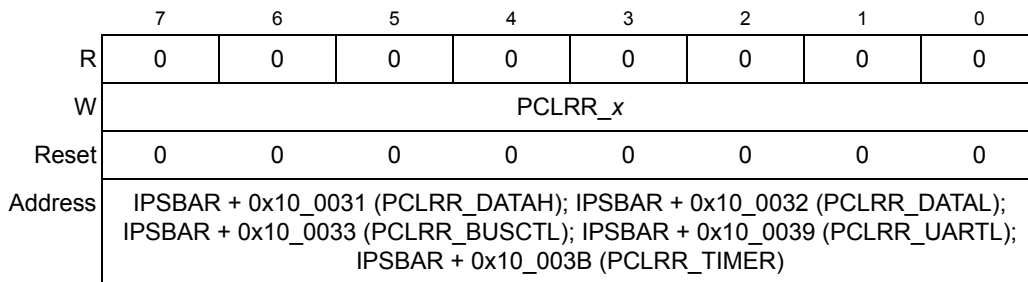 7 6 5 4 3 2 1 0
R 0 0 0 0 0 0 0 0
W PCLRR_x
Reset 0 0 0 0 0 0 0 0
Address IPSBAR + 0x10_0031 (PCLRR_DATAH); IPSBAR + 0x10_0032 (PCLRR_DATAL);
IPSBAR + 0x10_0033 (PCLRR_BUSCTL); IPSBAR + 0x10_0039 (PCLRR_UARTL);
IPSBAR + 0x10_003B (PCLRR_TIMER)